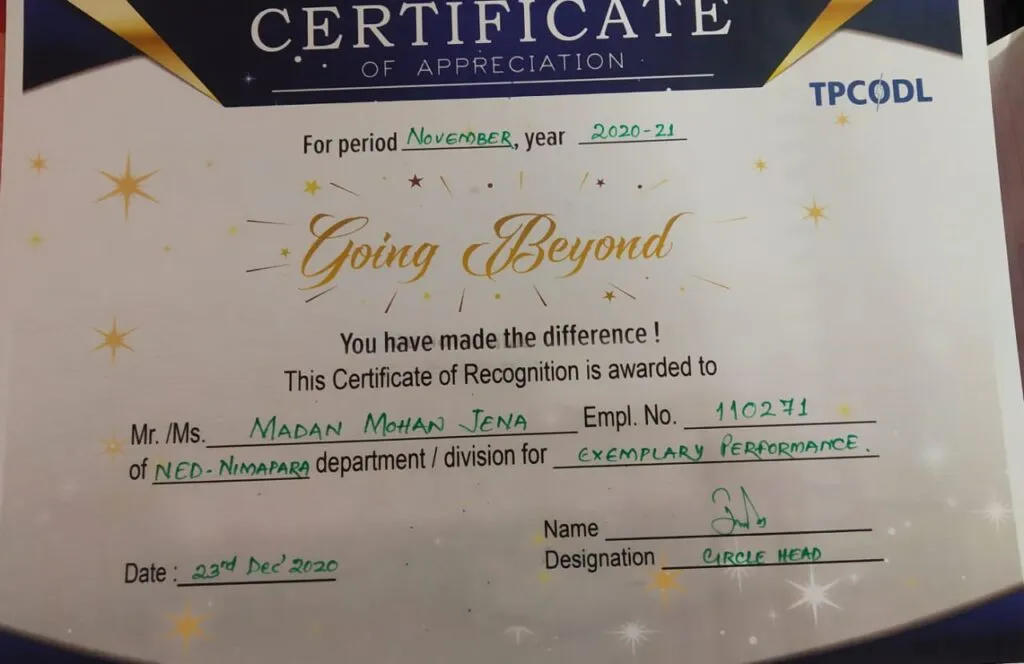 CERTIFICATE
OF APPRECIATION
TPCODL
For period NOVEMBER, year 2020-21
Going Beyond
You have made the difference !
This Certificate of Recognition is awarded to
Mr. /Ms. MADAN MOHAN JENA Empl. No. 110271
of NED-NIMAPARA department / division for EXEMPLARY PERFORMANCE.
Name
Designation CIRCLE HEAD
Date : 23rd Dec' 2020